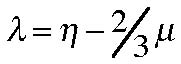 λ = η − 2/3 μ